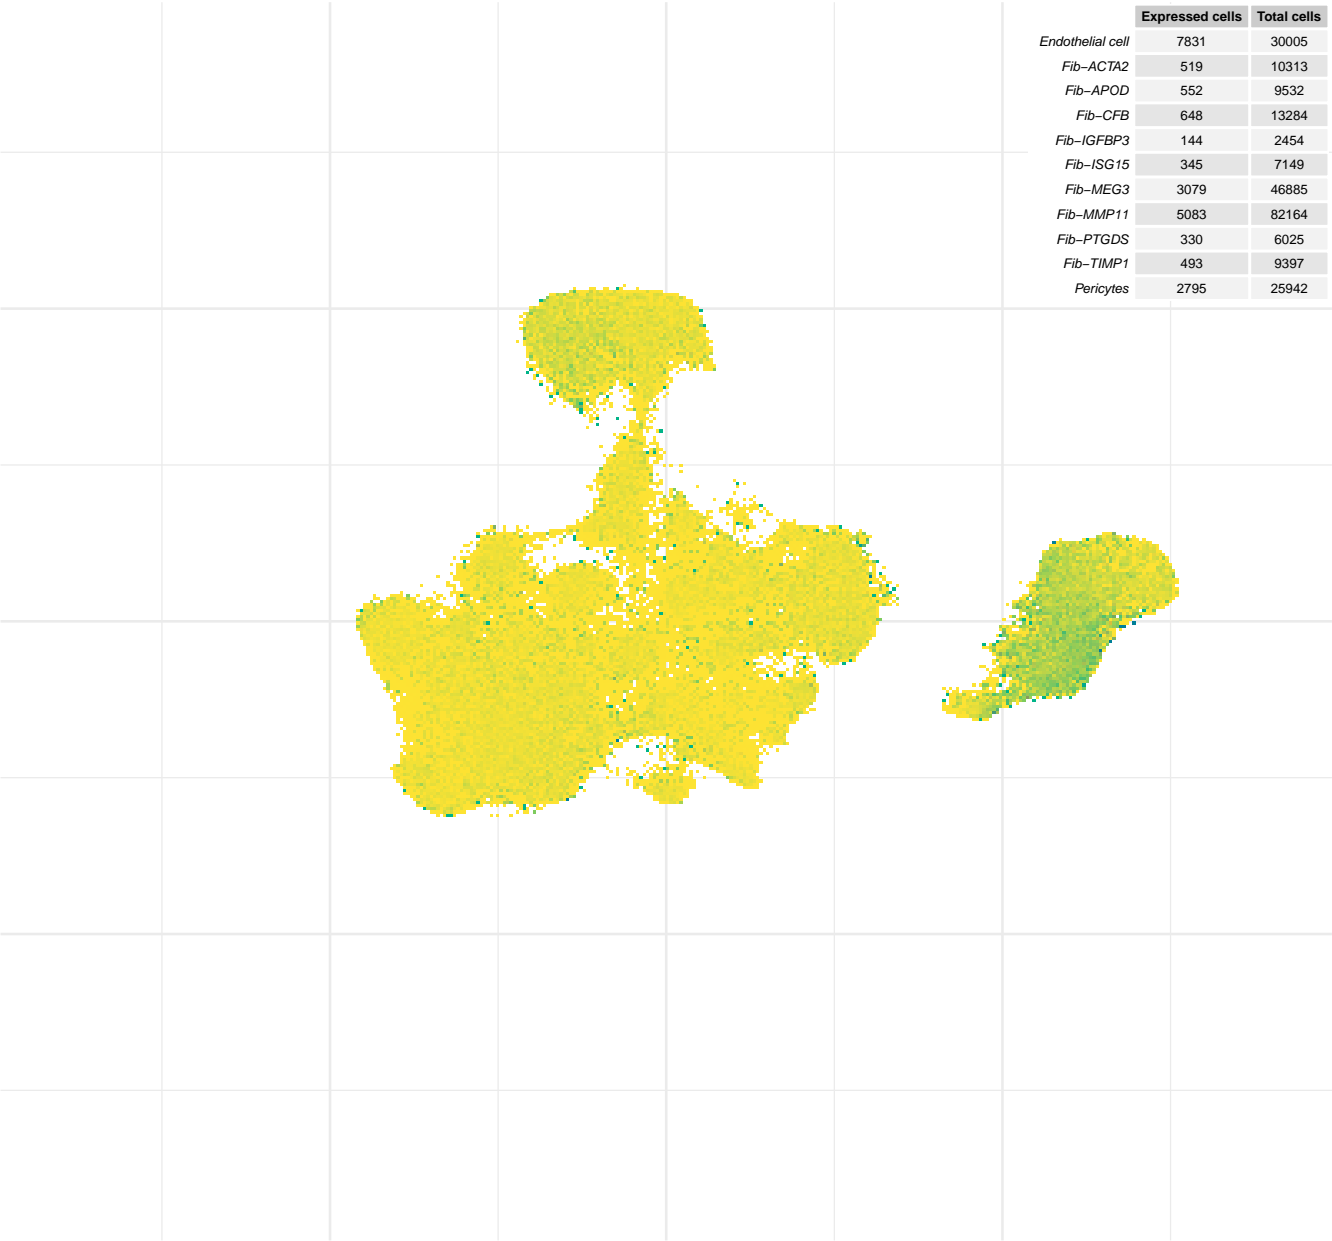 Expressed cells Total cells
Endothelial cell 7831 30005
Fib−ACTA2 519 10313
Fib−APOD 552 9532
Fib−CFB 648 13284
Fib−IGFBP3 144 2454
Fib−ISG15 345 7149
Fib−MEG3 3079 46885
Fib−MMP11 5083 82164
Fib−PTGDS 330 6025
Fib−TIMP1 493 9397
Pericytes 2795 25942